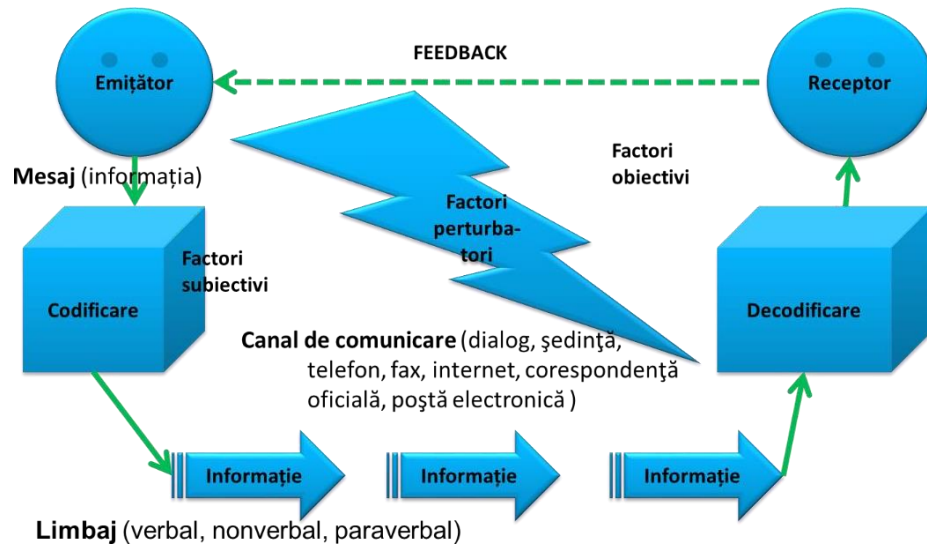 FEEDBACK
Emițător
Receptor
Mesaj (informația)
Factori
obiectivi
Factori
perturba-
tori
Factori
subiectivi
Codificare
Decodificare
Canal de comunicare (dialog, şedinţă,
telefon, fax, internet, corespondenţă
oficială, poştă electronică )
Informație
Informație
Informație
Limbaj (verbal, nonverbal, paraverbal)